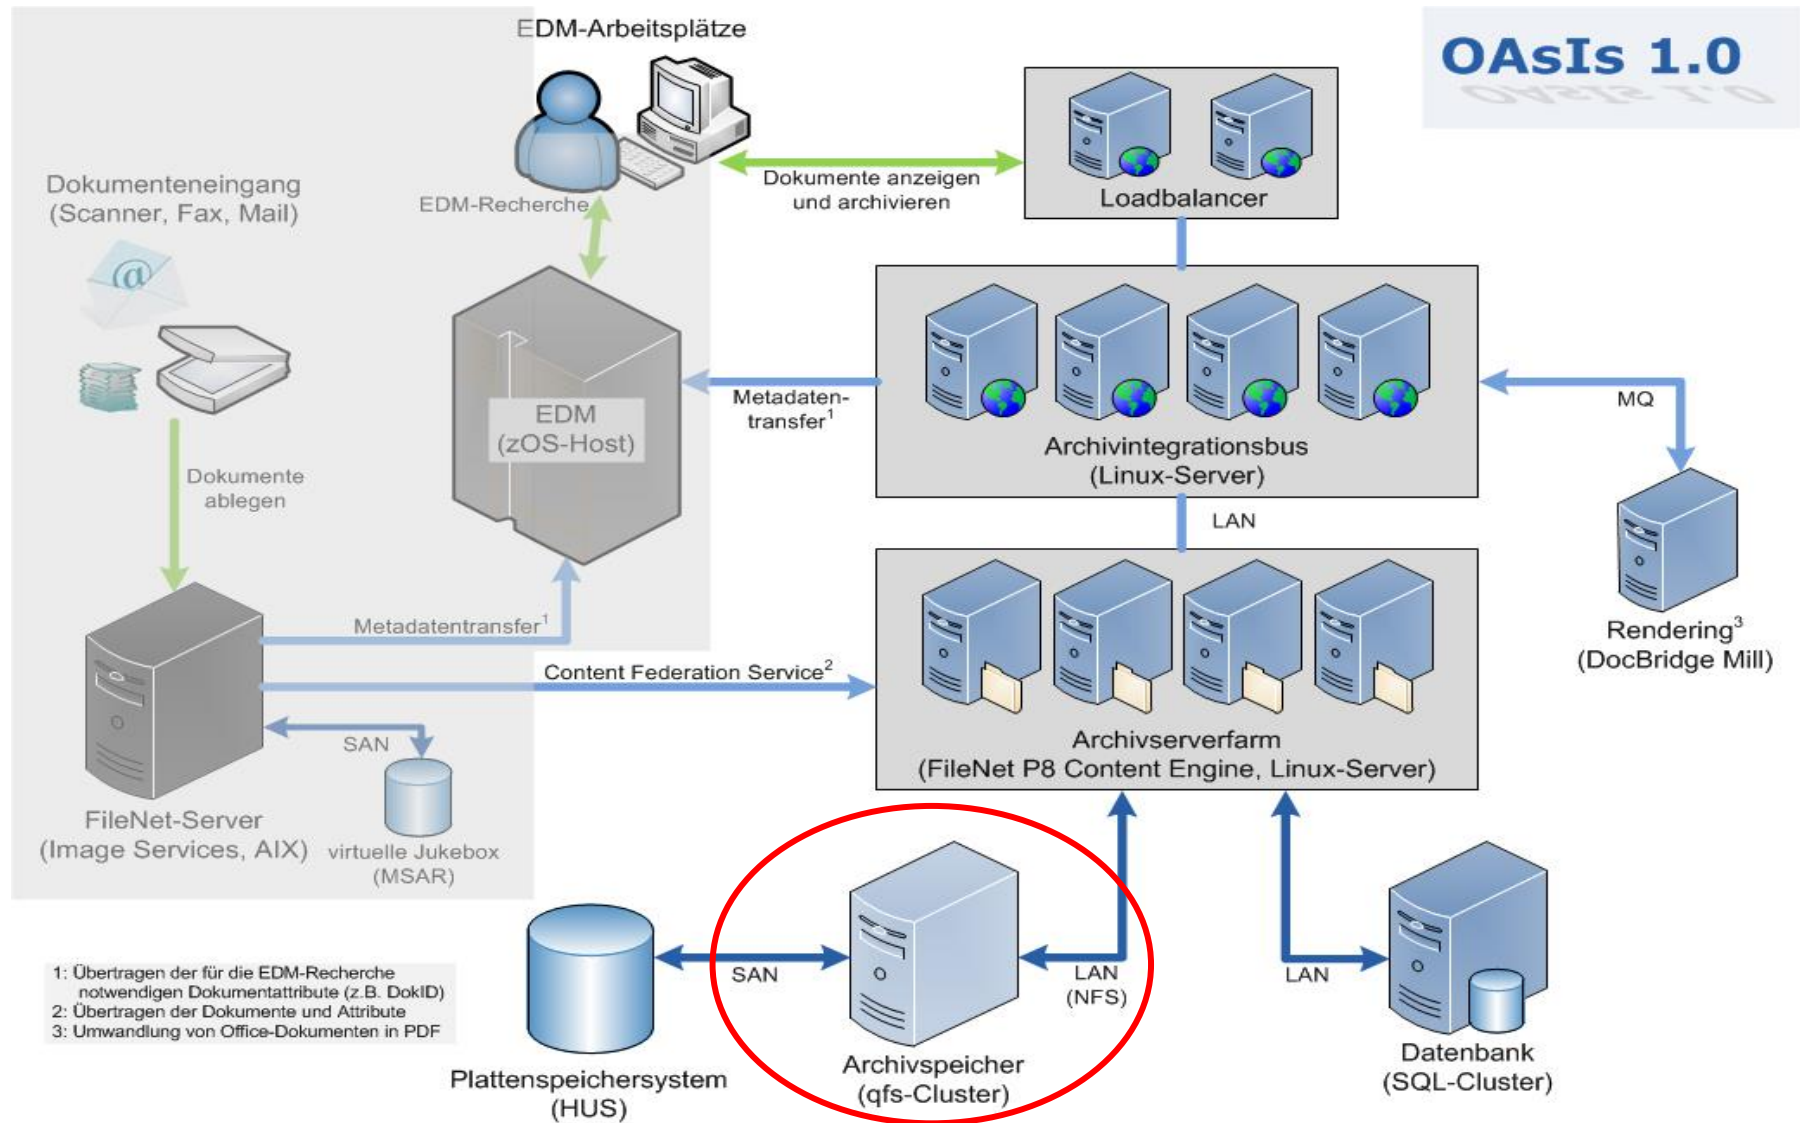 OAsIs 1.0
EDM-Arbeitsplätze
Dokumenteneingang
(Scanner, Fax, Mail)
EDM-Recherche
Dokumente anzeigen
und archivieren
Loadbalancer
@
EDM
(zOS-Host)
Metadaten-
transfer¹
Archivintegrationsbus
(Linux-Server)
MQ
Dokumente
ablegen
LAN
Metadatentransfer¹
Content Federation Service²
Rendering³
(DocBridge Mill)
SAN
Archivserverfarm
(FileNet P8 Content Engine, Linux-Server)
FileNet-Server
(Image Services, AIX)
virtuelle Jukebox
(MSAR)
SAN
LAN
(NFS)
LAN
1: Übertragen der für die EDM-Recherche
notwendigen Dokumentattribute (z.B. DokID)
2: Übertragen der Dokumente und Attribute
3: Umwandlung von Office-Dokumenten in PDF
Plattenspeichersystem
(HUS)
Archivspeicher
(qfs-Cluster)
Datenbank
(SQL-Cluster)